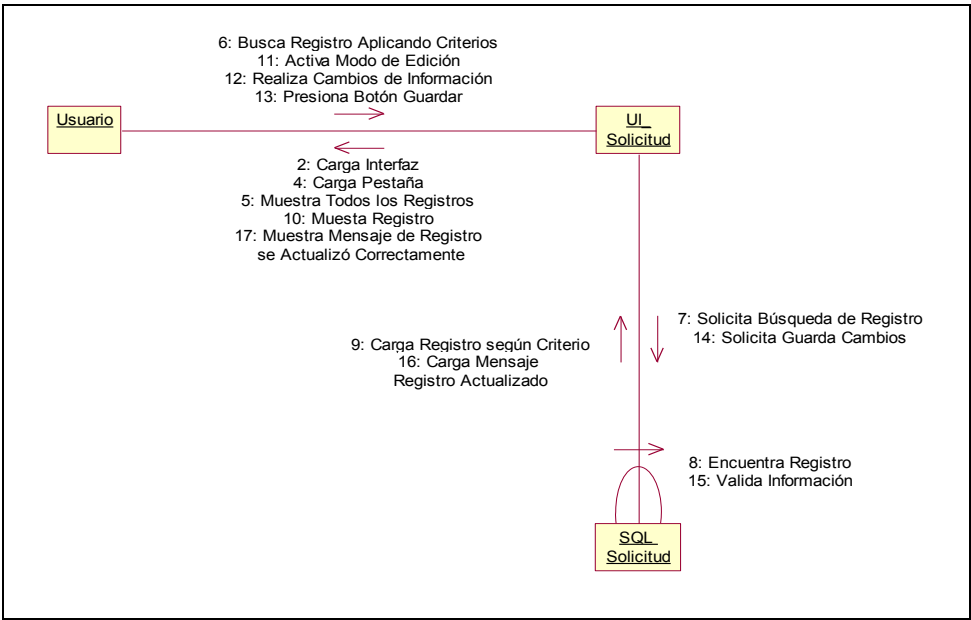 6: Busca Registro Aplicando Criterios
11: Activa Modo de Edición
12: Realiza Cambios de Información
13: Presiona Botón Guardar
Usuario
UI_
Solicitud
2: Carga Interfaz
4: Carga Pestaña
5: Muestra Todos los Registros
10: Muesta Registro
17: Muestra Mensaje de Registro
se Actualizó Correctamente
7: Solicita Búsqueda de Registro
14: Solicita Guarda Cambios
9: Carga Registro según Criterio
16: Carga Mensaje
Registro Actualizado
8: Encuentra Registro
15: Valida Información
SQL_
Solicitud